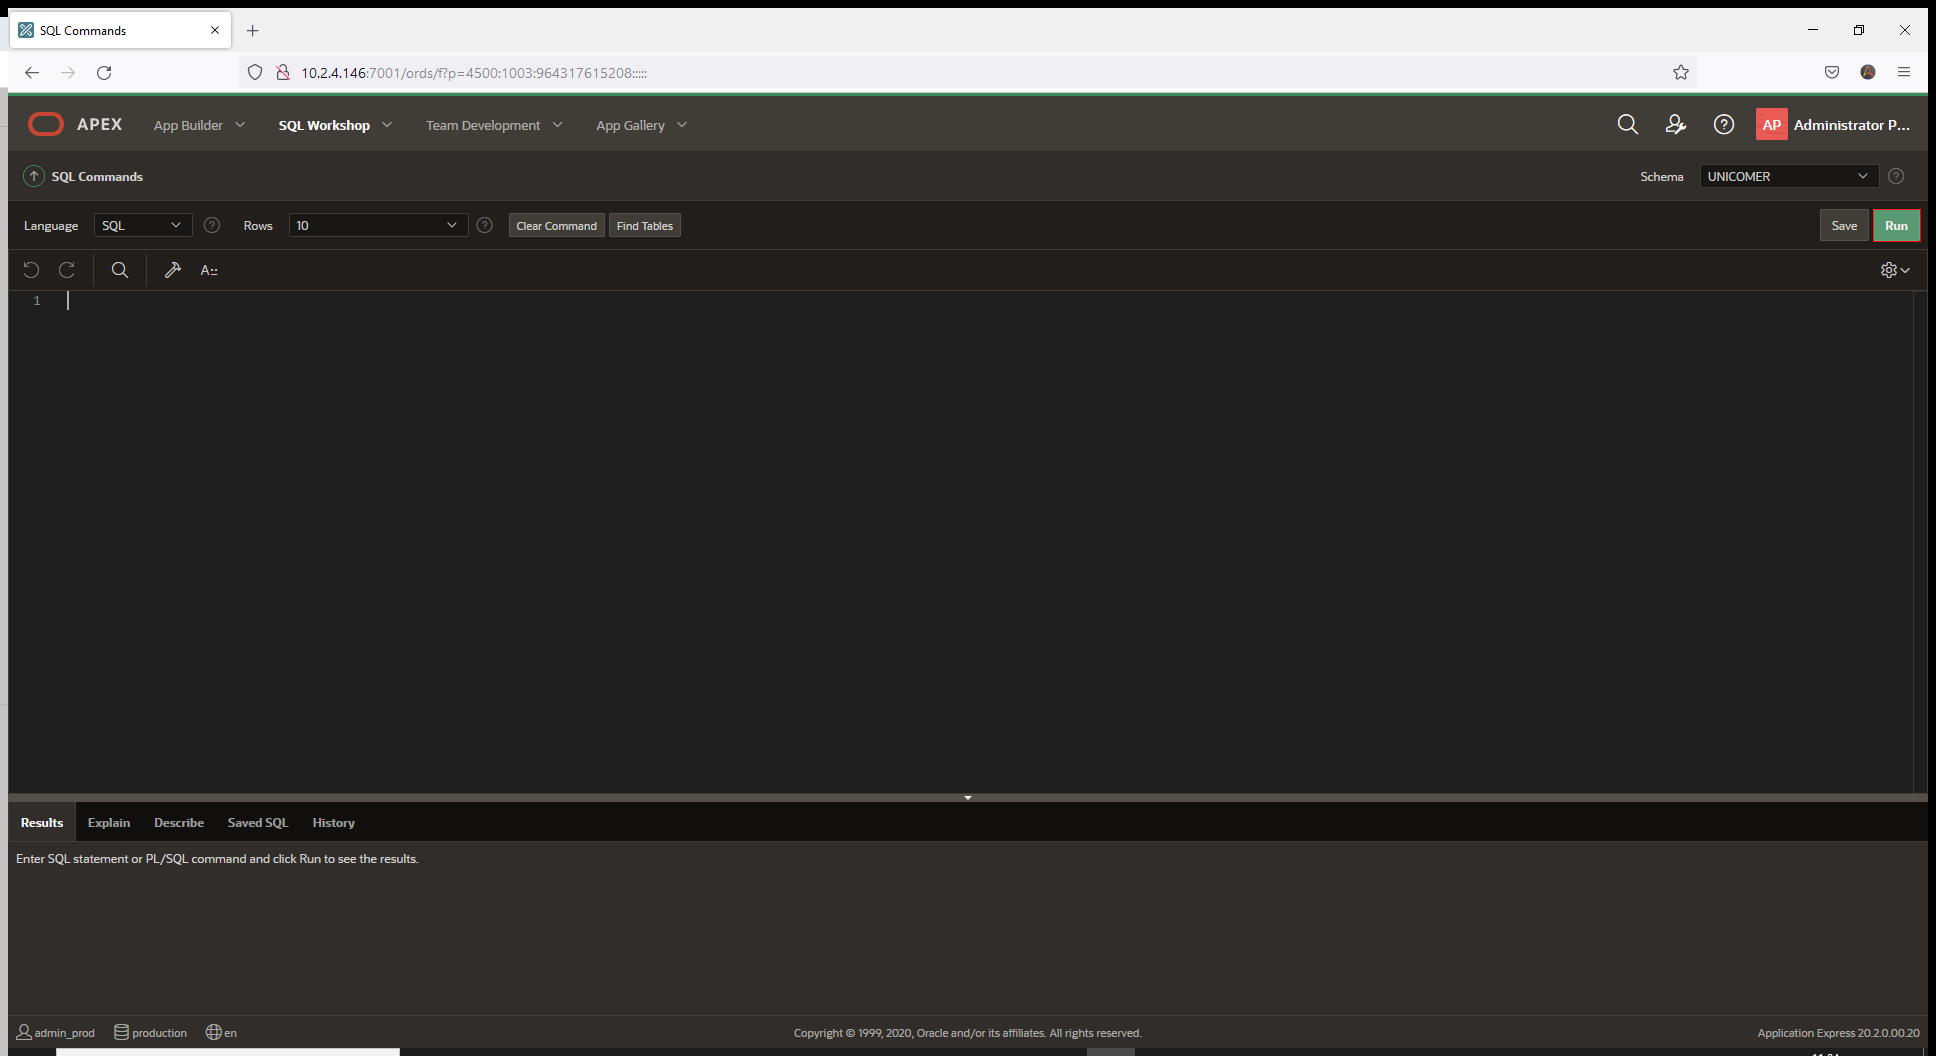 SQL Commands
10.2.4.146:7001/ords/f?p=4500:1003:964317615208:::::
APEX App Builder SQL Workshop Team Development App Gallery AP Administrator P...
SQL Commands Schema UNICOMER
Language SQL Rows 10 Clear Command Find Tables Save Run
A::
1
Results Explain Describe Saved SQL History
Enter SQL statement or PL/SQL command and click Run to see the results.
admin_prod production en Copyright © 1999, 2020, Oracle and/or its affiliates. All rights reserved. Application Express 20.2.0.00.20